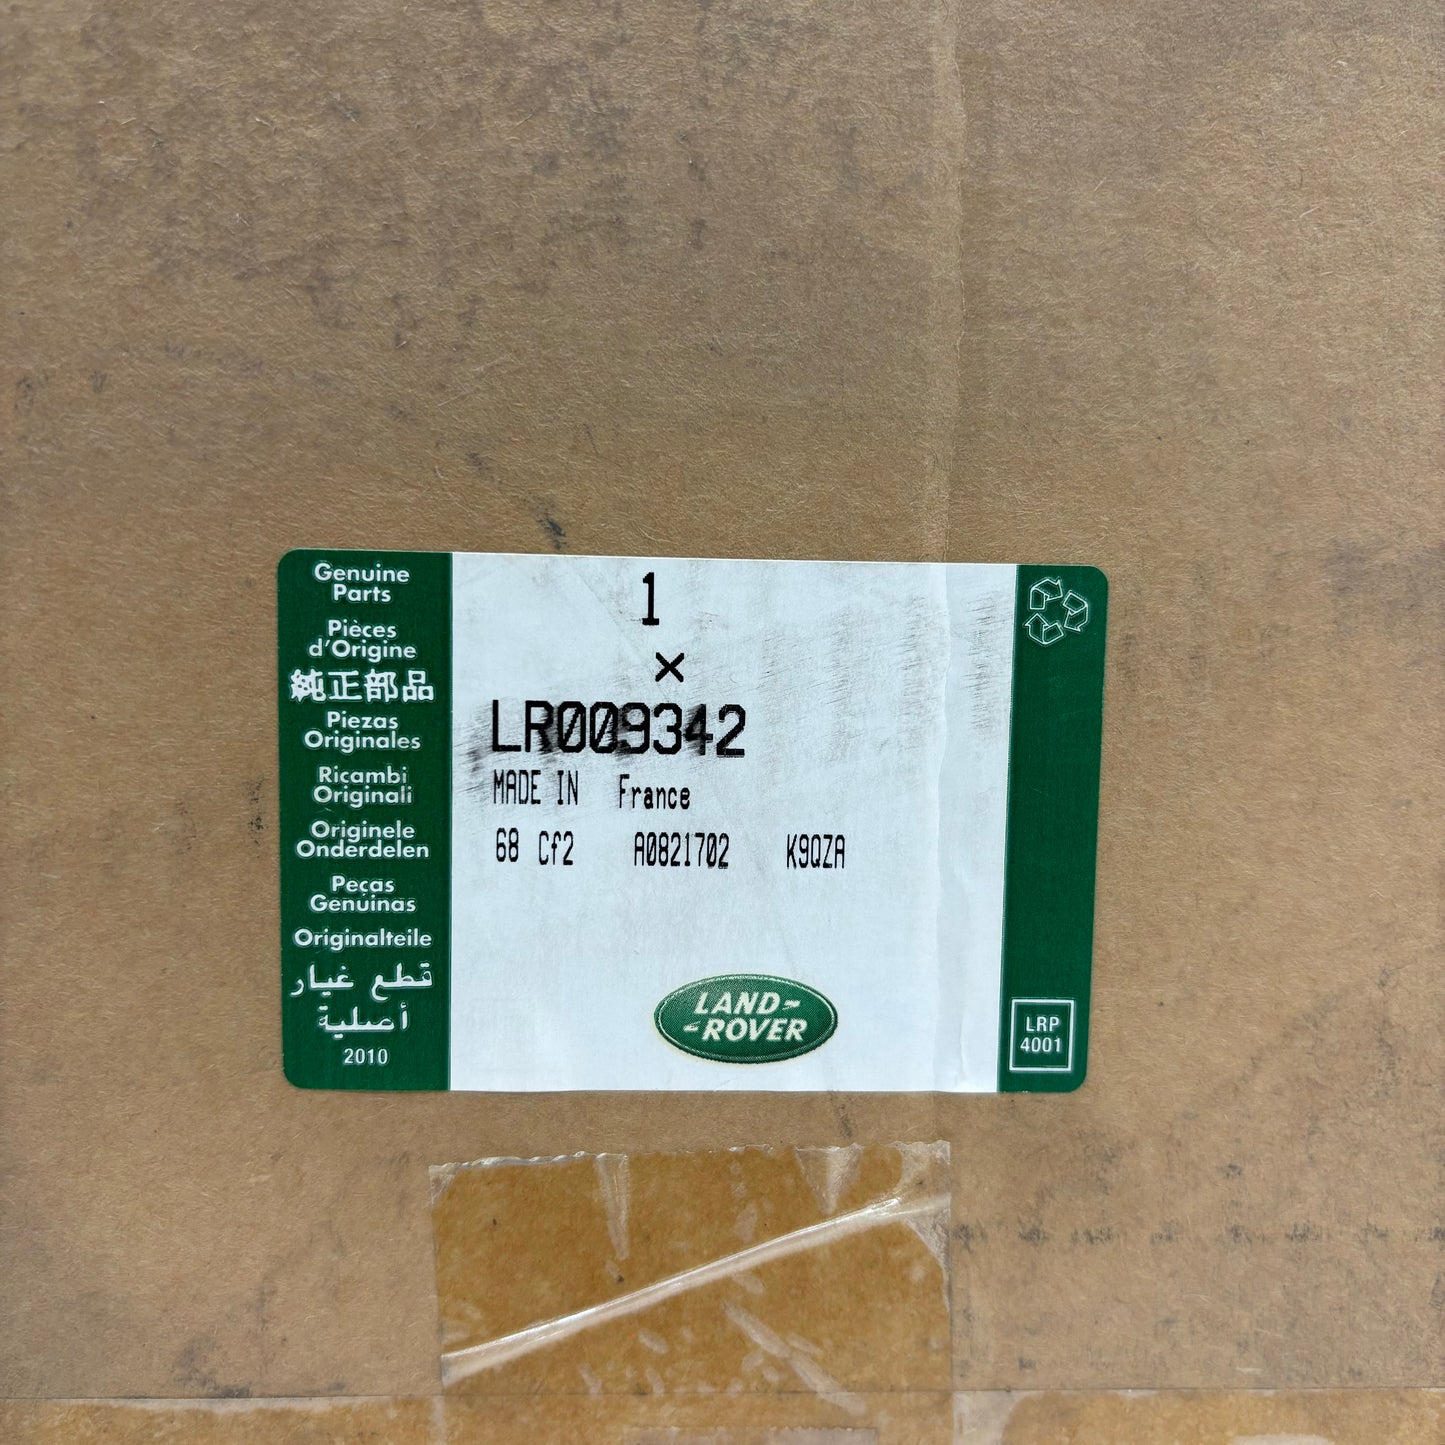 Genuine
Parts
Pièces
d'Origine
純正部品
Piezas
Originales
Ricambi
Originali
Originele
Onderdelen
Peças
Genuinas
Originalteile
قطع غيار
أصلية
2010
1
×
LR009342
MADE IN France
68 Cf2 A0821702 K9QZA
LAND-
-ROVER
LRP
4001